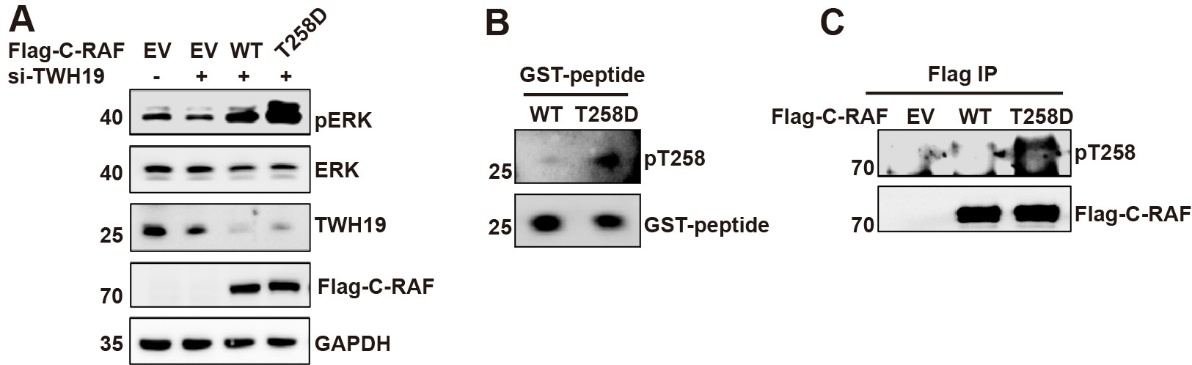 A
Flag-C-RAF EV EV WT T258D
si-TWH19 - + + +
40 pERK
40 ERK
25 TWH19
70 Flag-C-RAF
35 GAPDH
B
GST-peptide
WT T258D
25 pT258
25 GST-peptide
C
Flag IP
Flag-C-RAF EV WT T258D
70 pT258
70 Flag-C-RAF